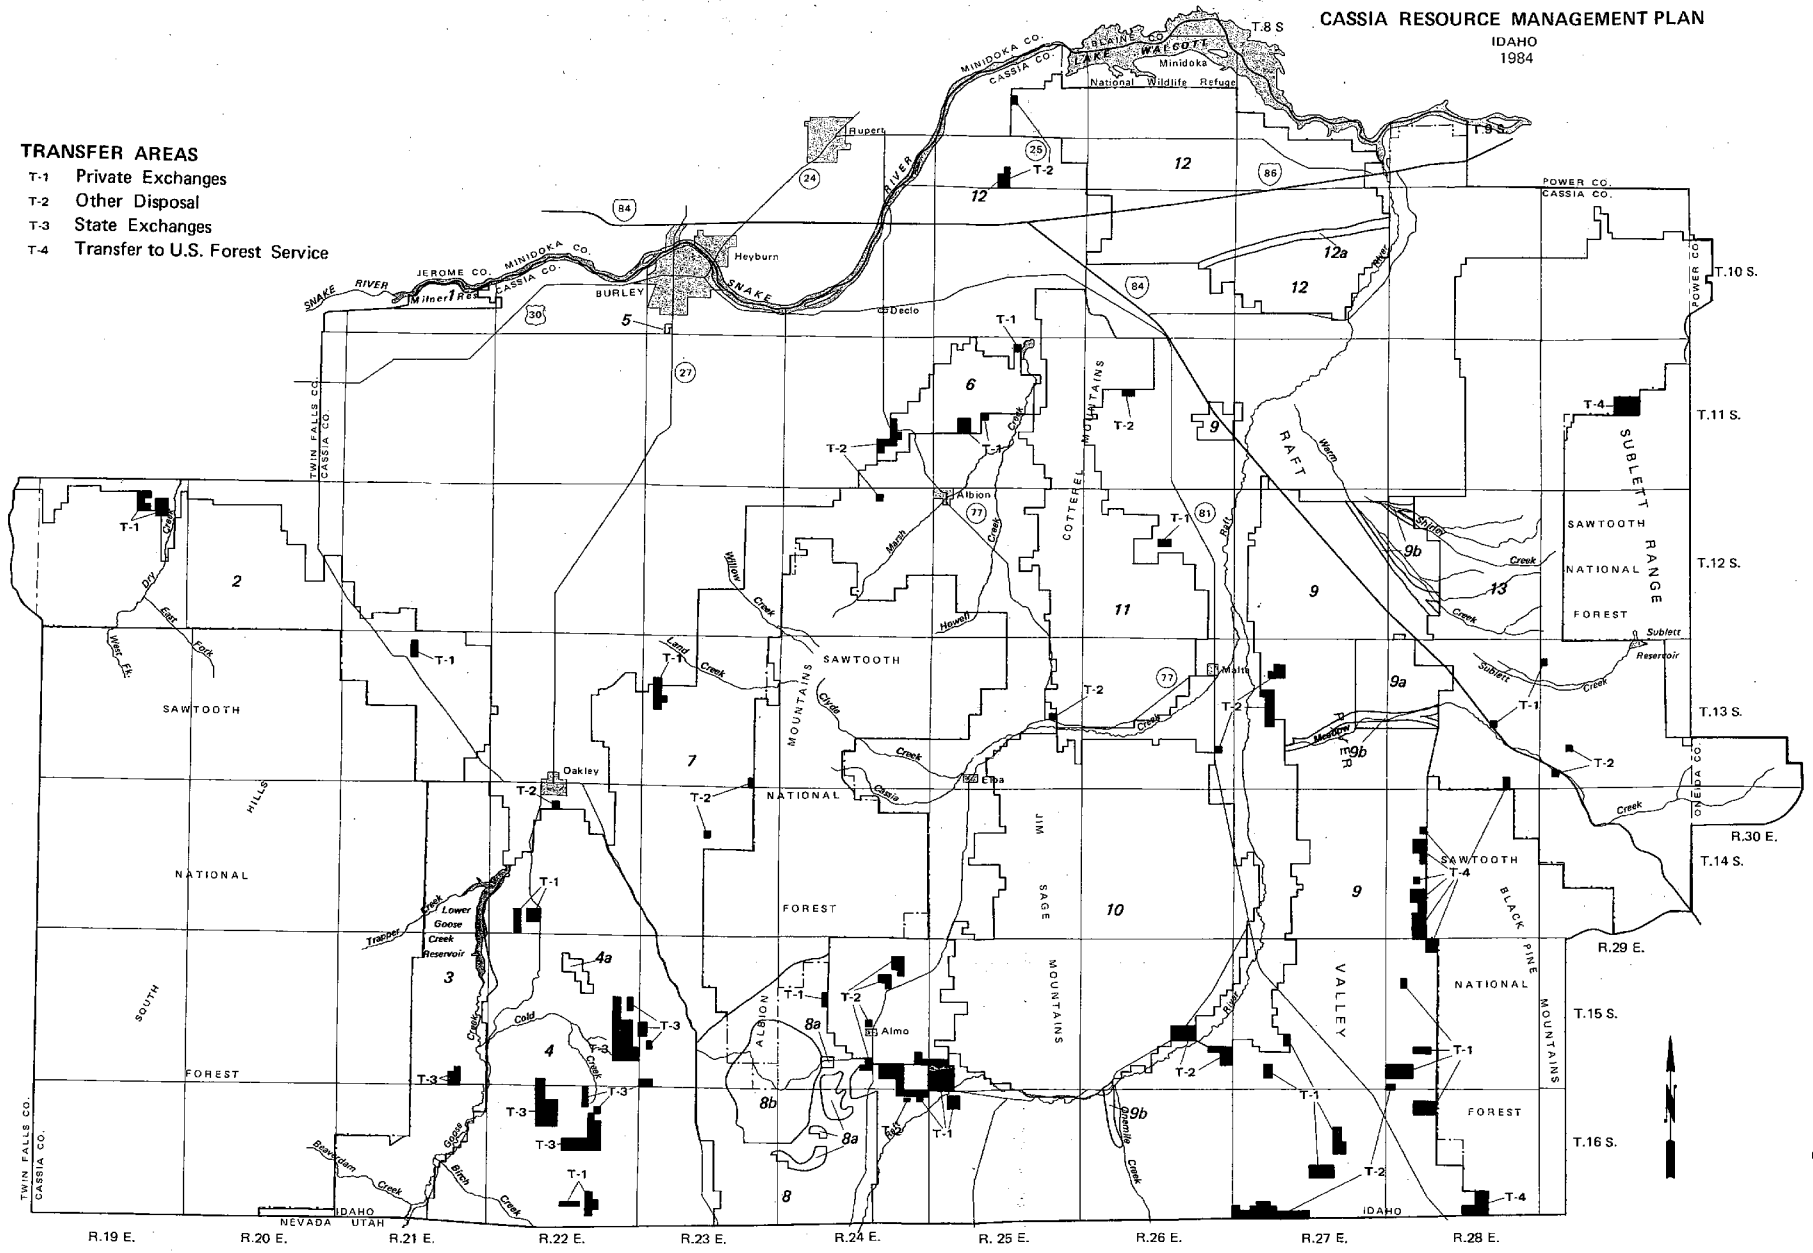 CASSIA RESOURCE MANAGEMENT PLAN
IDAHO
1984
TRANSFER AREAS
T-1 Private Exchanges
T-2 Other Disposal
T-3 State Exchanges
T-4 Transfer to U.S. Forest Service
T.8 S
BLAINE CO.
LAKE WALCOTT
Minidoka
National Wildlife Refuge
MINIDOKA CO.
CASSIA CO.
T.9 S.
Rupert
25
24
T-2
12
12
86
RIVER
POWER CO.
CASSIA CO.
84
12
12a
River
MINIDOKA CO.
CASSIA CO.
Heyburn
JEROME CO.
SNAKE RIVER
Milner Res
1
BURLEY
SNAKE
84
12
POWER CO.
T.10 S.
30
5
Declo
T-1
27
6
MOUNTAINS
Creek
T-2
T-1
T-2
9
T-4
T.11 S.
TWIN FALLS CO.
CASSIA CO.
RAFT
Warm
SUBLETT RANGE
Albion
77
COTTEREL
T-1
81
Raft
T-1
Creek
Marsh
Creek
Shirley
SAWTOOTH
9b
Creek
NATIONAL
T.12 S.
Dry
2
Willow
Creek
11
9
13
FOREST
East
Fork
West Fk.
Howell
Creek
Sublett
Reservoir
T-1
Land
Creek
T-1
SAWTOOTH
77
Malta
Sublett
Creek
9a
SAWTOOTH
MOUNTAINS
Clyde
T-2
T-2
T-1
T.13 S.
Creek
Creek
Meadow
9b
RIVER
7
T-2
Oakley
T-2
T-2
Elba
Cassia
NATIONAL
ONEIDA CO.
Creek
R.30 E.
HILLS
JIM
SAWTOOTH
T.14 S.
NATIONAL
T-4
T-1
SAGE
9
BLACK PINE
Creek
Lower
Goose
Creek
Reservoir
Trapper
FOREST
10
R.29 E.
3
4a
MOUNTAINS
VALLEY
NATIONAL
T-1
T-2
SOUTH
Cold
ALBION
8a
Almo
River
MOUNTAINS
T.15 S.
T-3
T-3
Creek
4
Creek
T-1
T-2
FOREST
T-3
T-3
T-3
8b
9b
T-1
FOREST
T-3
8a
Raft
T-1
Onemile
Creek
T.16 S.
N
TWIN FALLS CO.
CASSIA CO.
Goose
Beaverdam
Creek
Birch
Creek
T-1
8
T-2
T-4
IDAHO
NEVADA UTAH
IDAHO
R.19 E. R.20 E. R.21 E. R.22 E. R.23 E. R.24 E. R. 25 E. R.26 E. R.27 E. R.28 E.